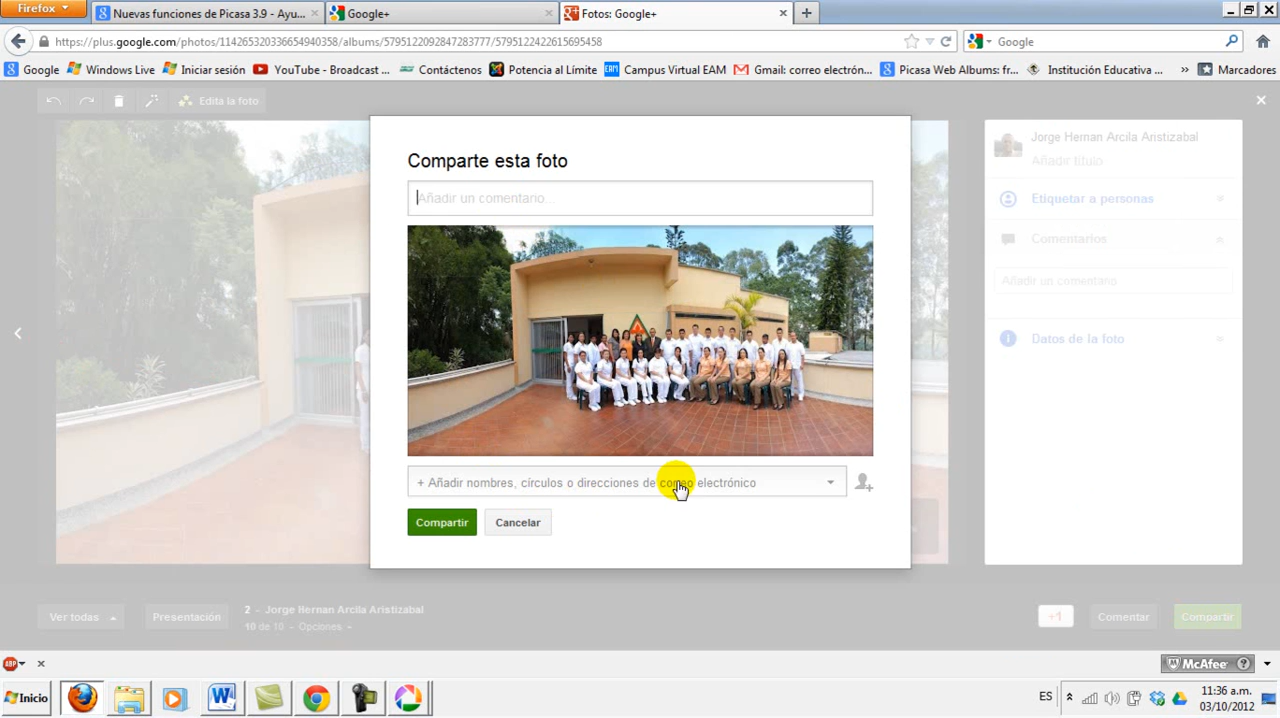 Firefox
Nuevas funciones de Picasa 3.9 - Ayu...
Google+
Fotos: Google+
https://plus.google.com/photos/114265320336654940358/albums/5795122092847283777/5795122422615695458
Google
Google
Windows Live
Iniciar sesión
YouTube - Broadcast ...
Contáctenos
Potencia al Límite
EAM
Campus Virtual EAM
Gmail: correo electrón...
Picasa Web Albums: fr...
Institución Educativa ...
»
Marcadores
Edita la foto
Comparte esta foto
Añadir un comentario...
+ Añadir nombres, círculos o direcciones de correo electrónico
Compartir
Cancelar
Jorge Hernan Arcila Aristizabal
Añadir título
Etiquetar a personas
Comentarios
Añadir un comentario
Datos de la foto
Ver todas
Presentación
2 - Jorge Hernan Arcila Aristizabal
10 de 10 - Opciones
+1
Comentar
Compartir
ABP
McAfee
Inicio
ES
11:36 a.m.
03/10/2012